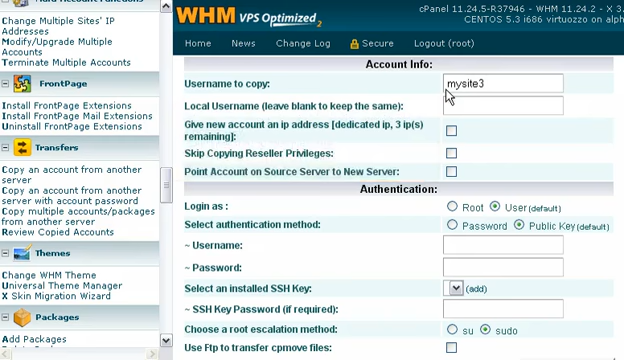 Change Multiple Sites' IP
Addresses
Modify/Upgrade Multiple
Accounts
Terminate Multiple Accounts
FrontPage
Install FrontPage Extensions
Install FrontPage Mail Extensions
Uninstall FrontPage Extensions
Transfers
Copy an account from another
server
Copy an account from another
server with account password
Copy multiple accounts/packages
from another server
Review Copied Accounts
Themes
Change WHM Theme
Universal Theme Manager
X Skin Migration Wizard
Packages
Add Packages
WHM VPS Optimized 2
cPanel 11.24.5-R37946 - WHM 11.24.2 - X 3.
CENTOS 5.3 i686 virtuozzo on alph
Home News Change Log Secure Logout (root)
Account Info:
Username to copy: mysite3
Local Username (leave blank to keep the same):
Give new account an ip address [dedicated ip, 3 ip(s)
remaining]:
Skip Copying Reseller Privileges:
Point Account on Source Server to New Server:
Authentication:
Login as : Root User (default)
Select authentication method: Password Public Key (default)
~ Username:
~ Password:
Select an installed SSH Key: (add)
~ SSH Key Password (if required):
Choose a root escalation method: su sudo
Use Ftp to transfer cpmove files: